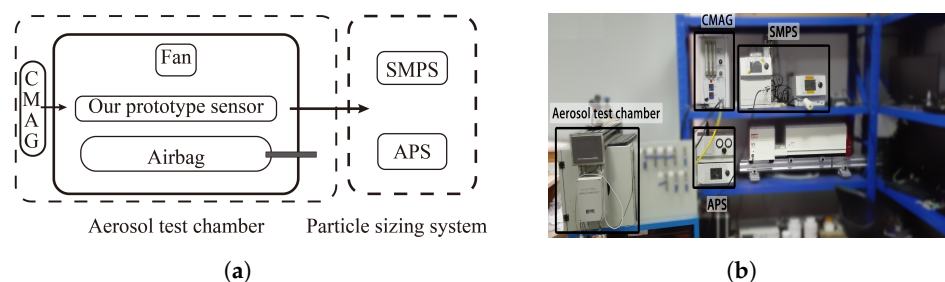 C
M
A
G
Fan
Our prototype sensor
Airbag
SMPS
APS
Aerosol test chamber
Particle sizing system
(a)
CMAG
SMPS
Aerosol test chamber
APS
(b)